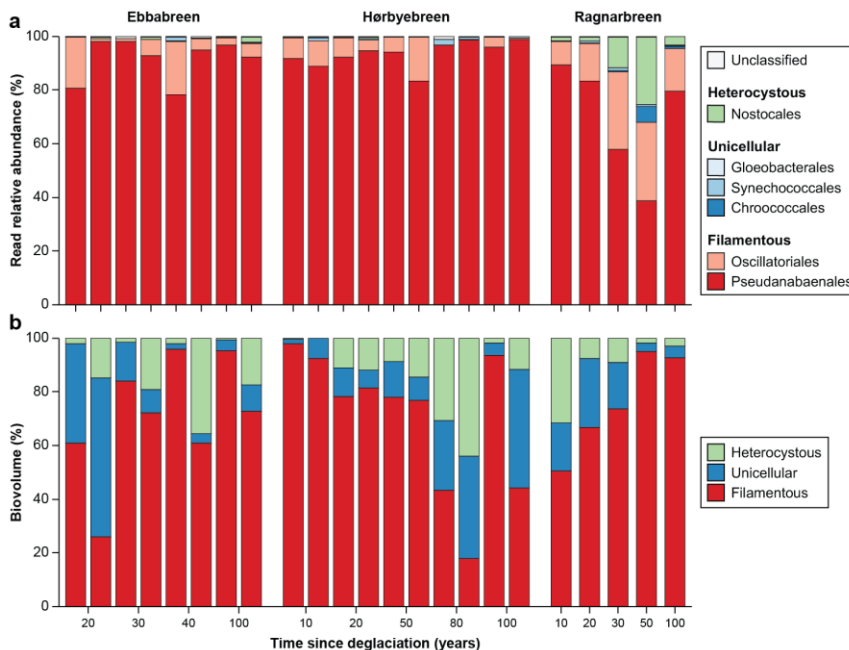 Ebbabreen Hørbyebreen Ragnarbreen
a
100
80
60
40
20
0
Read relative abundance (%)
Unclassified
Heterocystous
Nostocales
Unicellular
Gloeobacterales
Synechococcales
Chroococcales
Filamentous
Oscillatoriales
Pseudanabaenales
b
100
80
60
40
20
0
Biovolume (%)
Heterocystous
Unicellular
Filamentous
20 30 40 100 10 20 50 80 100 10 20 30 50 100
Time since deglaciation (years)